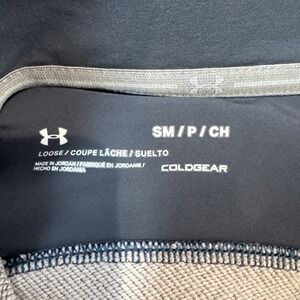 SM / P / CH
LOOSE / COUPE LÂCHE / SUELTO
MADE IN JORDAN / FABRIQUÉ EN JORDANIE /
HECHO EN JORDANIA
COLDGEAR